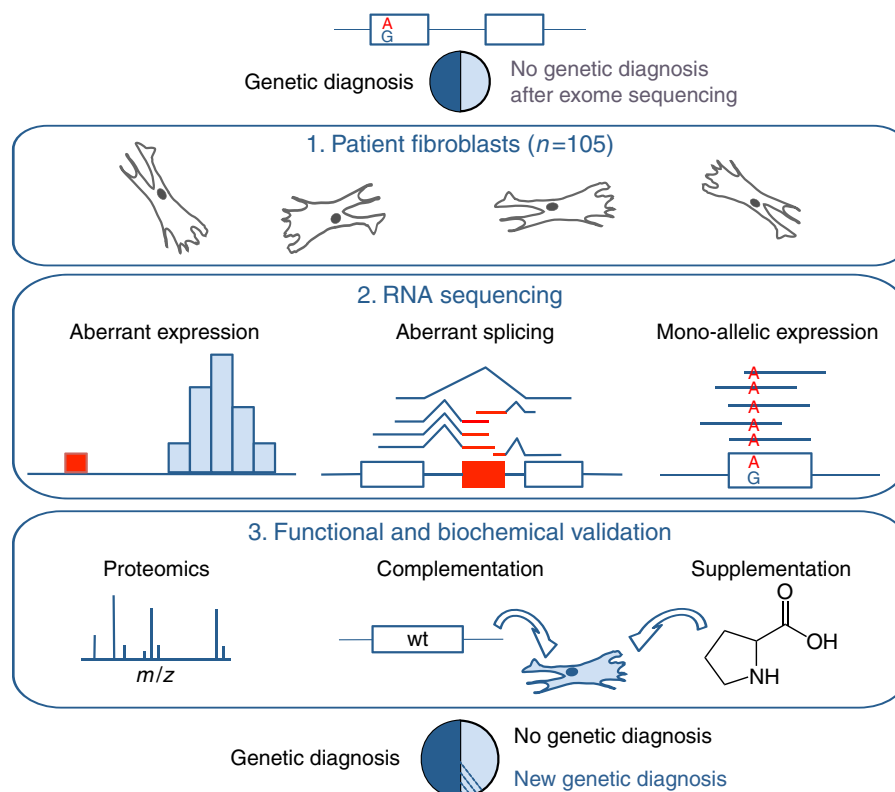 A
G
Genetic diagnosis
No genetic diagnosis
after exome sequencing
1. Patient fibroblasts (n=105)
2. RNA sequencing
Aberrant expression
Aberrant splicing
Mono-allelic expression
A
A
A
A
A
A
G
3. Functional and biochemical validation
Proteomics
Complementation
Supplementation
m/z
wt
O
OH
NH
Genetic diagnosis
No genetic diagnosis
New genetic diagnosis